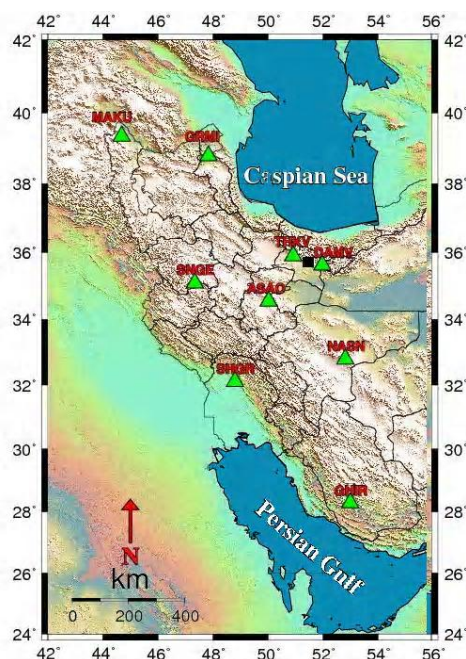 42° 44° 46° 48° 50° 52° 54° 56°
42° 42°
40° 40°
MAKU
GRMI
38° 38°
Caspian Sea
36° 36°
THKV
DAMV
SNGE
ASAO
34° 34°
NASN
32° 32°
SHGR
30° 30°
GHIR
28° 28°
N
Persian Gulf
km
26° 26°
0 200 400
24° 24°
42° 44° 46° 48° 50° 52° 54° 56°